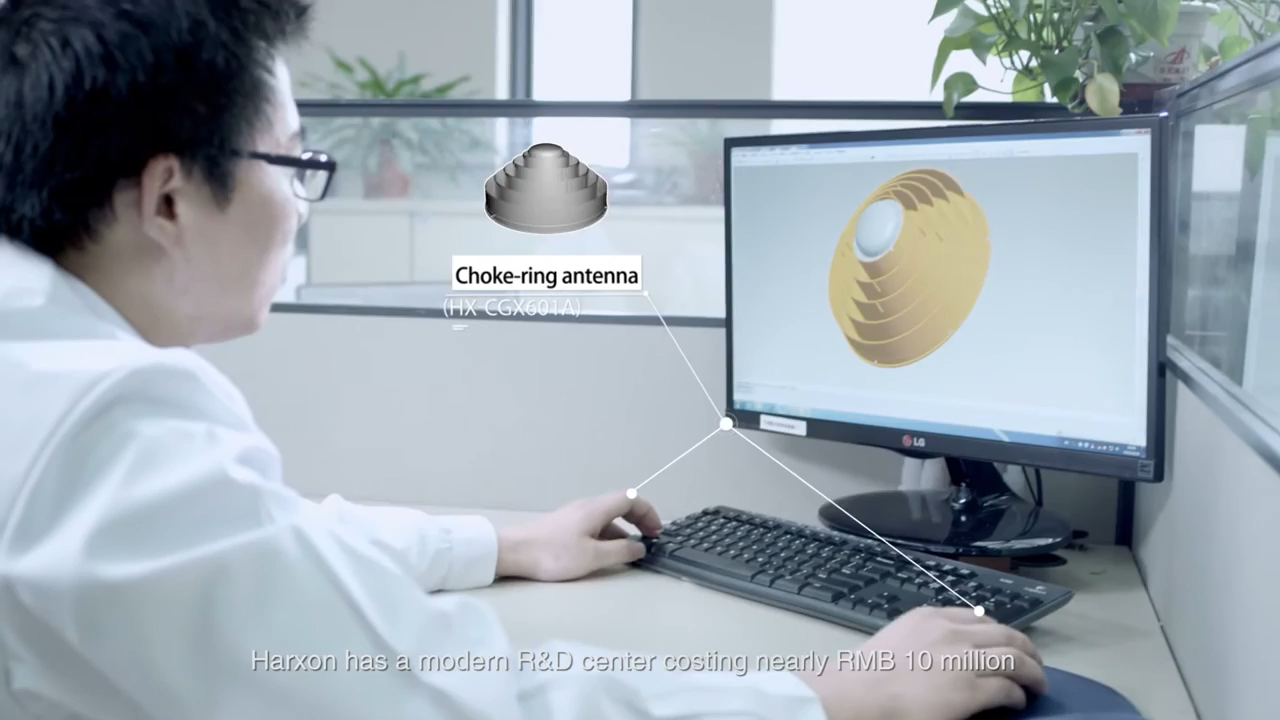 Choke-ring antenna
(HX-CGX601A)
LG
Harxon has a modern R&D center costing nearly RMB 10 million